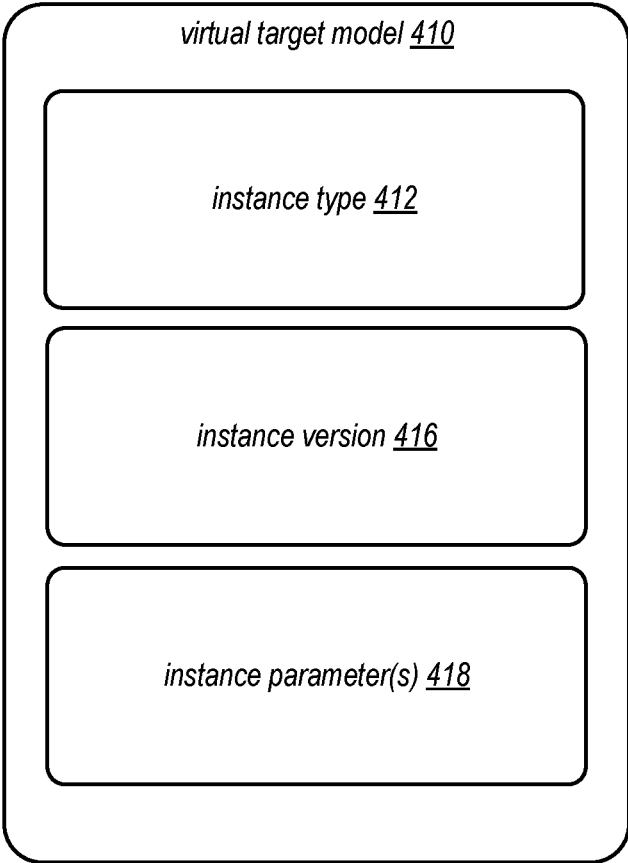 virtual target model 410
instance type 412
instance version 416
instance parameter(s) 418